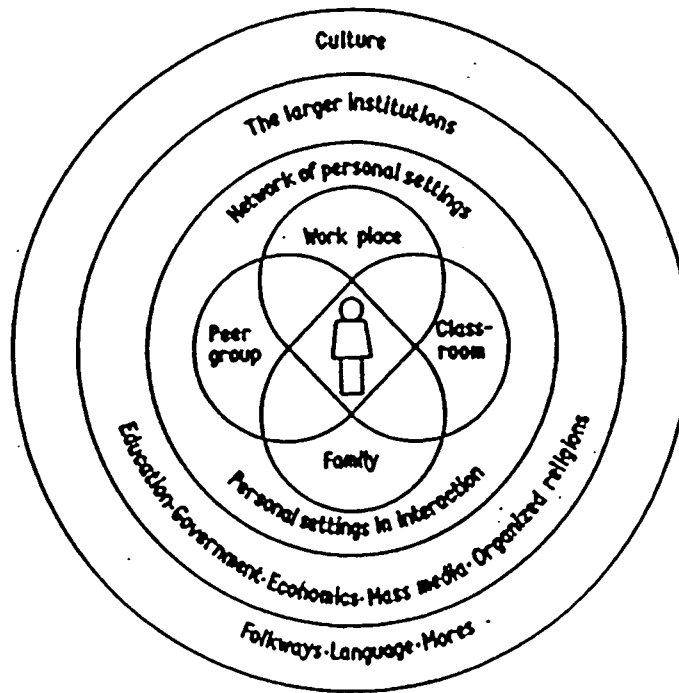 Culture
The larger institutions
Network of personal settings
Work place
Peer
group
Class-
room
Family
Personal settings in interaction
Education·Government·Economics·Mass media·Organized religions
Folkways·Language·Mores